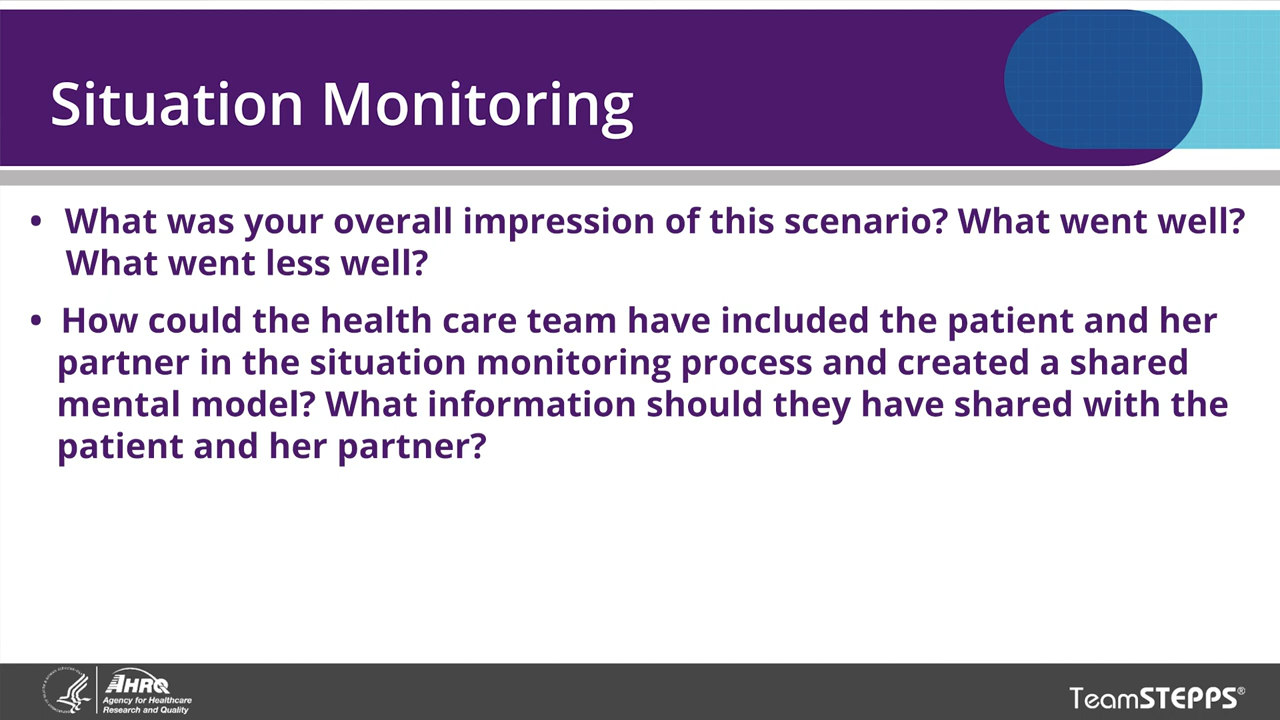 Situation Monitoring
• What was your overall impression of this scenario? What went well?
What went less well?
• How could the health care team have included the patient and her
partner in the situation monitoring process and created a shared
mental model? What information should they have shared with the
patient and her partner?
AHRQ
Agency for Healthcare
Research and Quality
TeamSTEPPS®